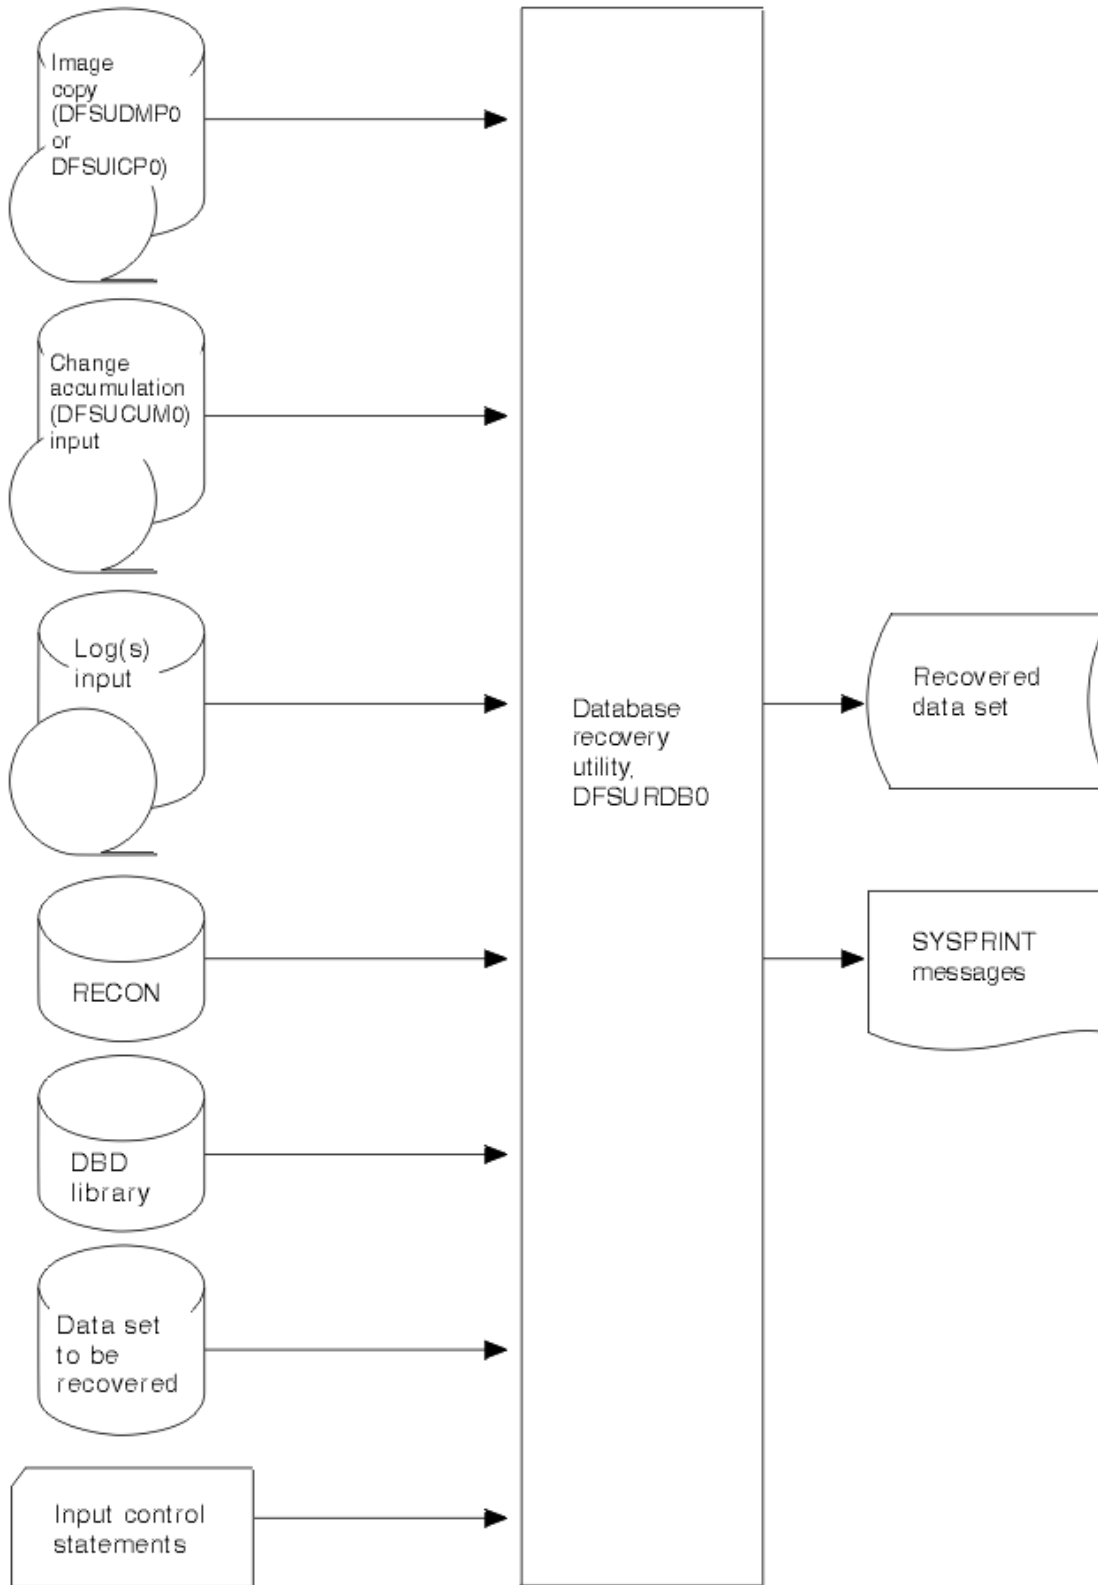 Image
copy
(DFSUDMP0
or
DFSUICP0)
Change
accumulation
(DFSUCUM0)
input
Log(s)
input
RECON
DBD
library
Data set
to be
recovered
Input control
statements
Database
recovery
utility,
DFSURDB0
Recovered
data set
SYSPRINT
messages